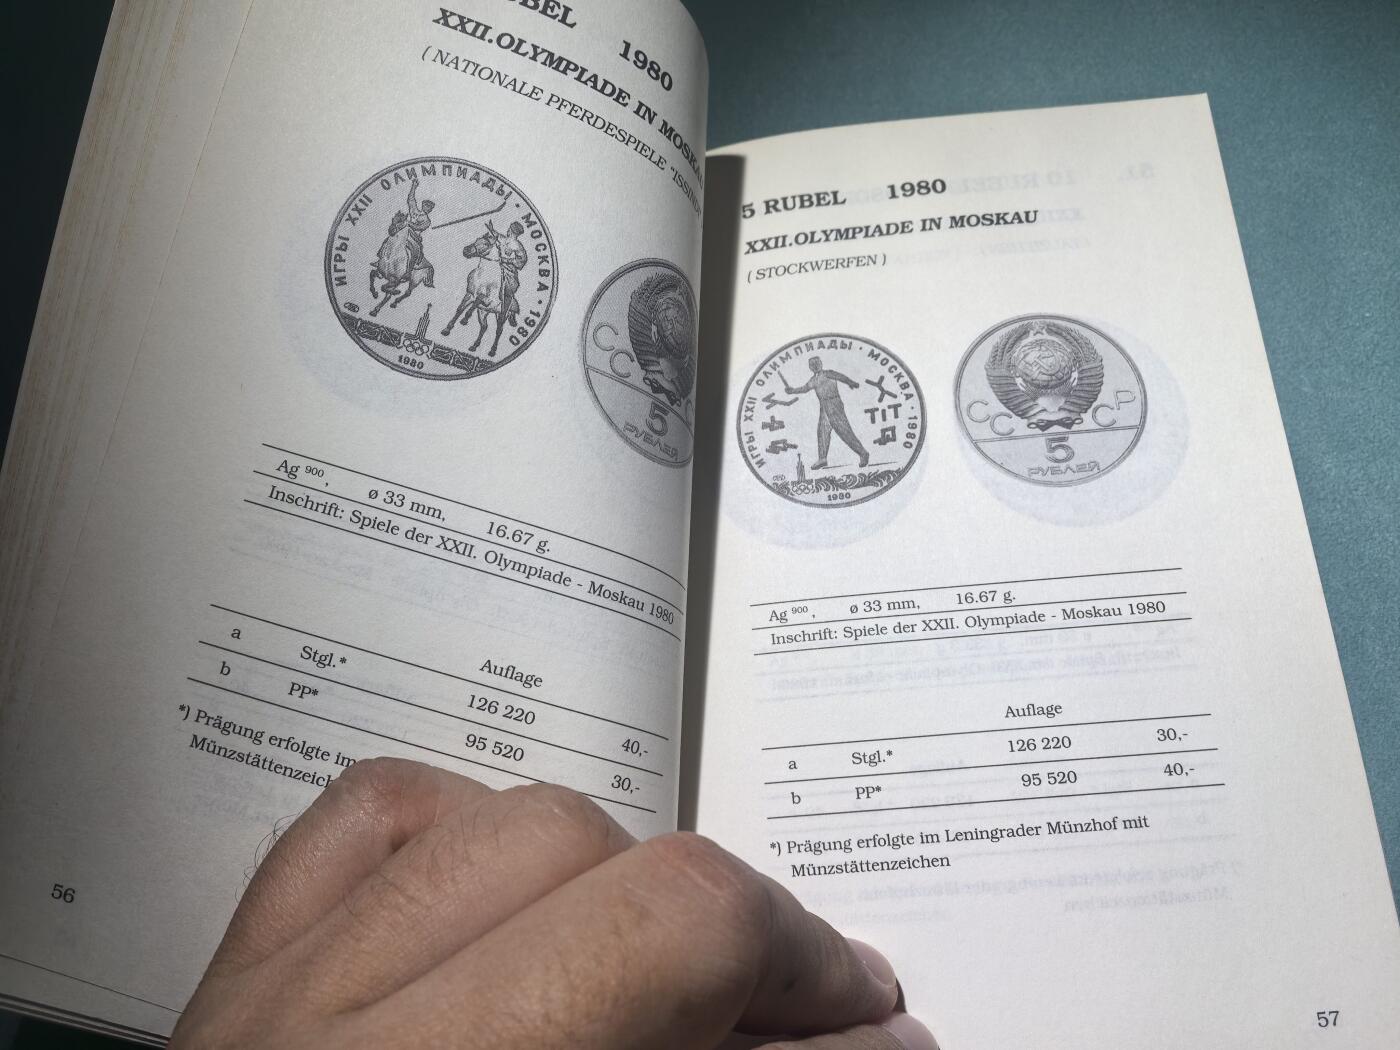 RUBEL 1980
XXII.OLYMPIADE IN MOSKAU
( NATIONALE PFERDESPIELE "ISSINDI"
ИГРЫ XXII ОЛИМПИАДЫ · МОСКВА · 1980
1980
СС С
5
РУБЛЕЙ
Ag 900, ø 33 mm, 16.67 g.
Inschrift: Spiele der XXII. Olympiade - Moskau 1980
Auflage
a Stgl.* 126 220 40,-
b PP* 95 520 30,-
*) Prägung erfolgte im
Münzstättenzeich
56
5 RUBEL 1980
XXII.OLYMPIADE IN MOSKAU
( STOCKWERFEN )
ИГРЫ XXII ОЛИМПИАДЫ · МОСКВА · 1980
1980
СССР
5
РУБЛЕЙ
Ag 900, ø 33 mm, 16.67 g.
Inschrift: Spiele der XXII. Olympiade - Moskau 1980
Auflage
a Stgl.* 126 220 30,-
b PP* 95 520 40,-
*) Prägung erfolgte im Leningrader Münzhof mit
Münzstättenzeichen
57